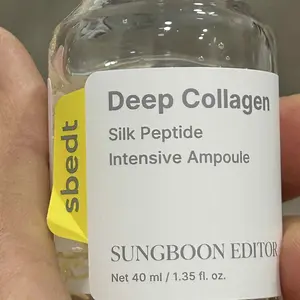 sbedt
Deep Collagen
Silk Peptide
Intensive Ampoule
SUNGBOON EDITOR
Net 40 ml / 1.35 fl. oz.